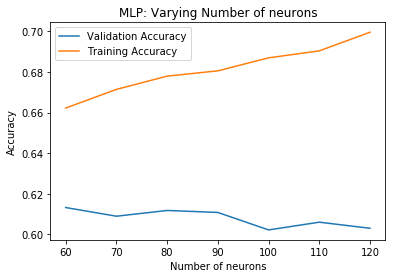 MLP: Varying Number of neurons
Validation Accuracy
Training Accuracy
0.70
0.68
0.66
0.64
0.62
0.60
Accuracy
60 70 80 90 100 110 120
Number of neurons